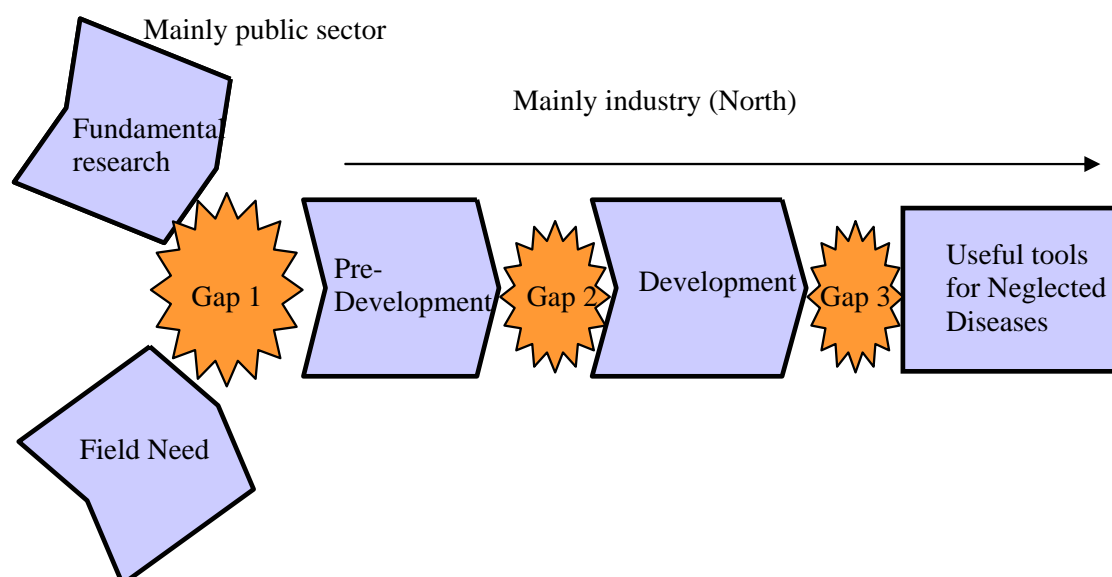 Mainly public sector
Mainly industry (North)
Fundamental
research
Gap 1
Pre-
Development
Gap 2
Development
Gap 3
Useful tools
for Neglected
Diseases
Field Need